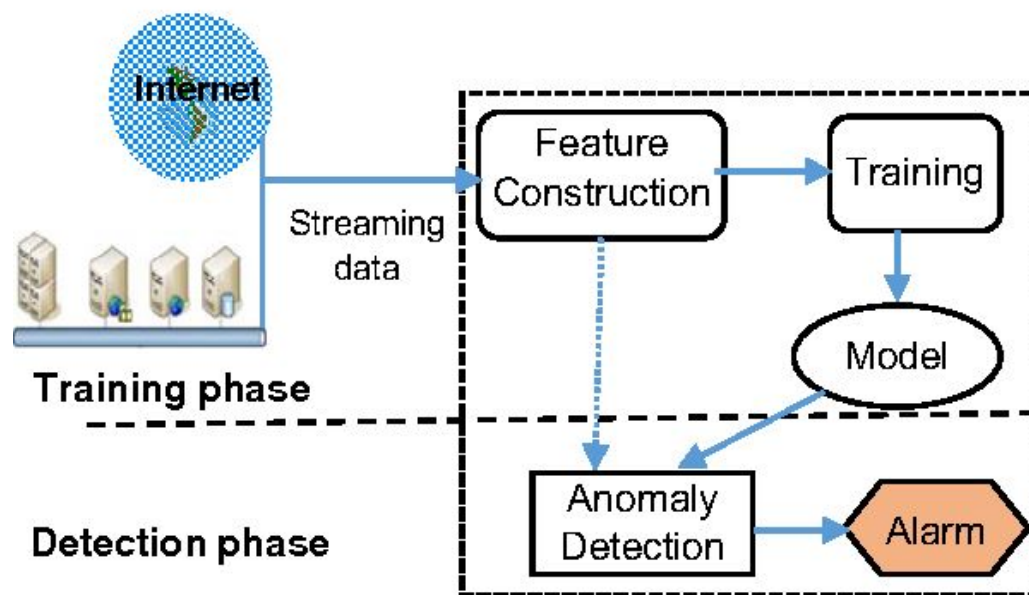 Internet
Streaming
data
Feature
Construction
Training
Model
Training phase
Detection phase
Anomaly
Detection
Alarm